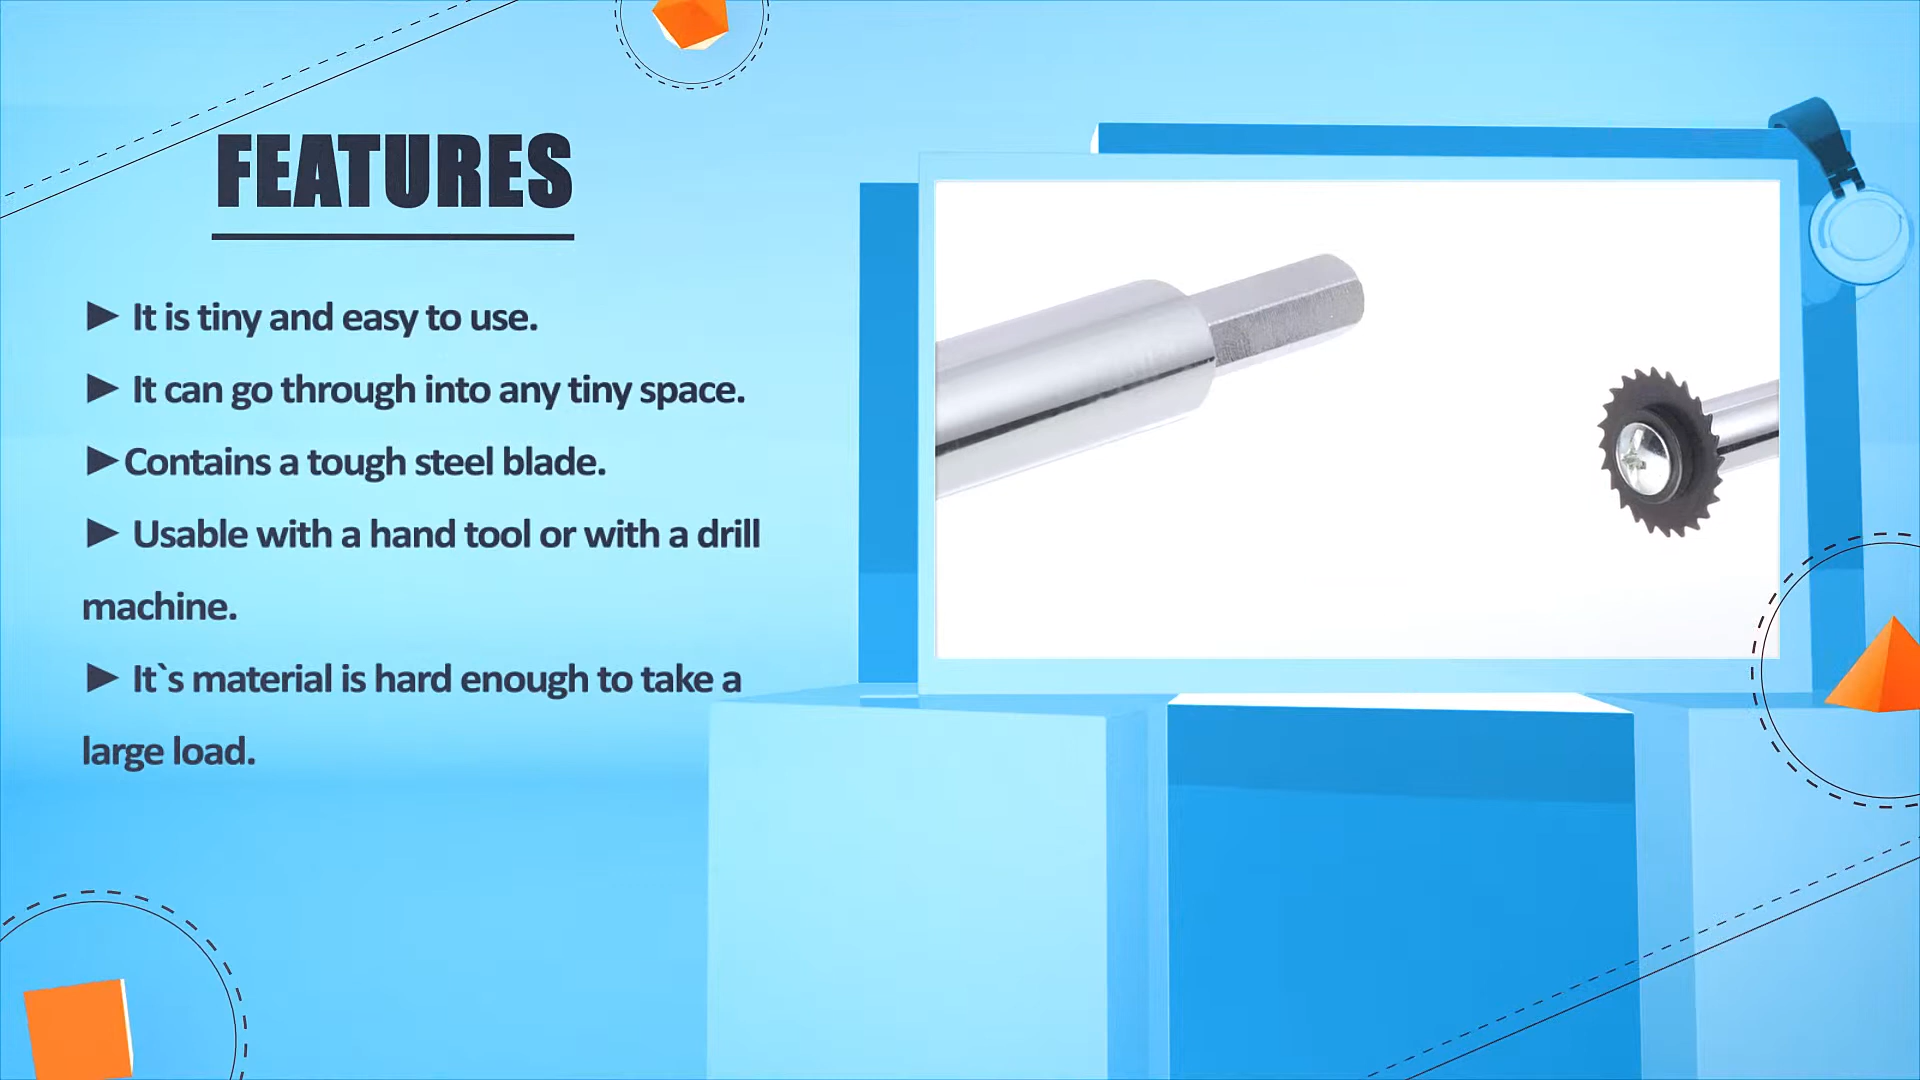 FEATURES
► It is tiny and easy to use.
► It can go through into any tiny space.
►Contains a tough steel blade.
► Usable with a hand tool or with a drill
machine.
► It`s material is hard enough to take a
large load.